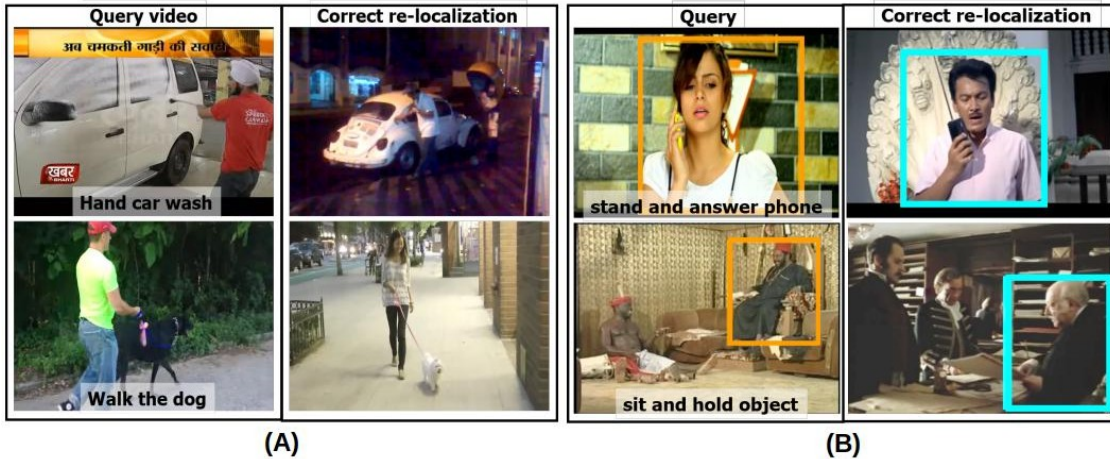 Query video
Correct re-localization
अब चमकती गाड़ी की सवारी
खबर
BHARTI
Hand car wash
Walk the dog
(A)
Query
Correct re-localization
stand and answer phone
sit and hold object
(B)